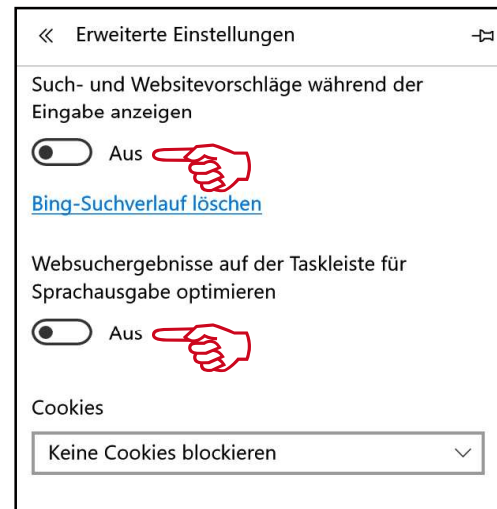 « Erweiterte Einstellungen
Such- und Websitevorschläge während der
Eingabe anzeigen
Aus
Bing-Suchverlauf löschen
Websuchergebnisse auf der Taskleiste für
Sprachausgabe optimieren
Aus
Cookies
Keine Cookies blockieren